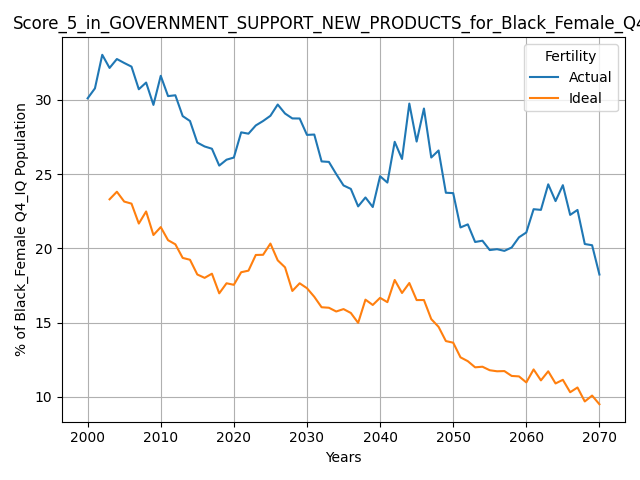 Score_5_in_GOVERNMENT_SUPPORT_NEW_PRODUCTS_for_Black_Female_Q4
Fertility
Actual
Ideal
% of Black_Female Q4_IQ Population
30
25
20
15
10
2000 2010 2020 2030 2040 2050 2060 2070
Years